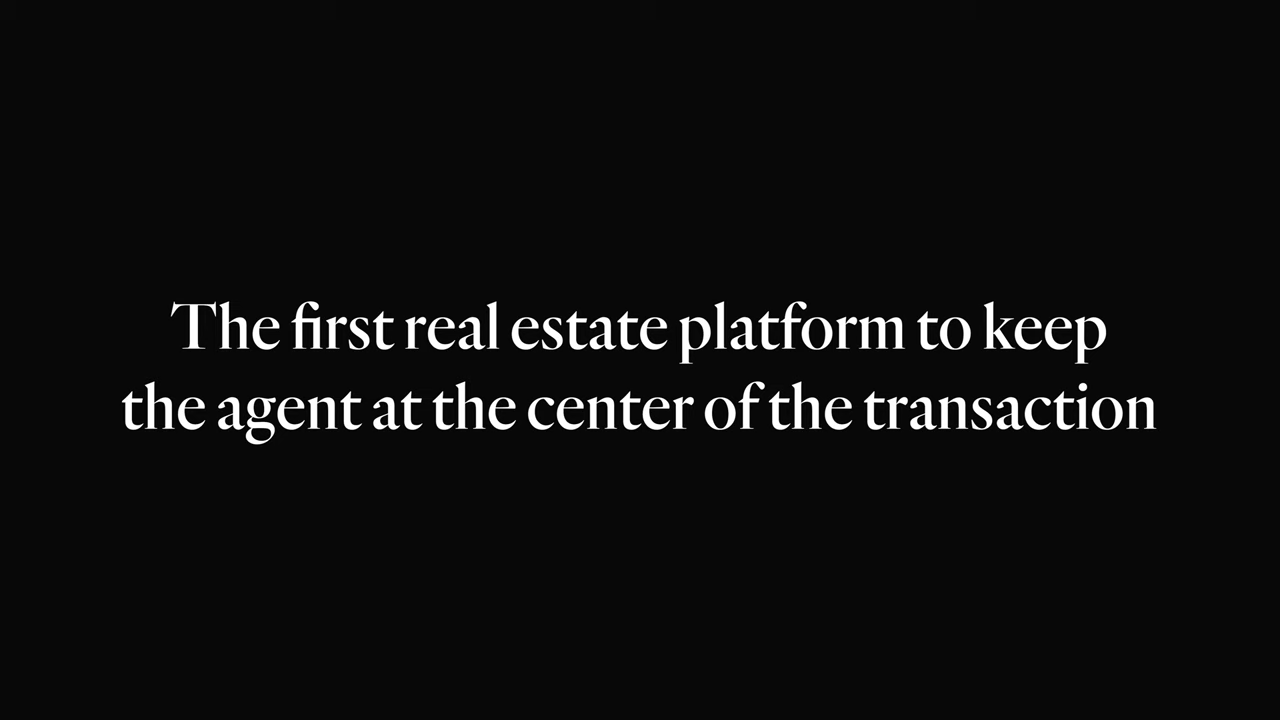 The first real estate platform to keep
the agent at the center of the transaction